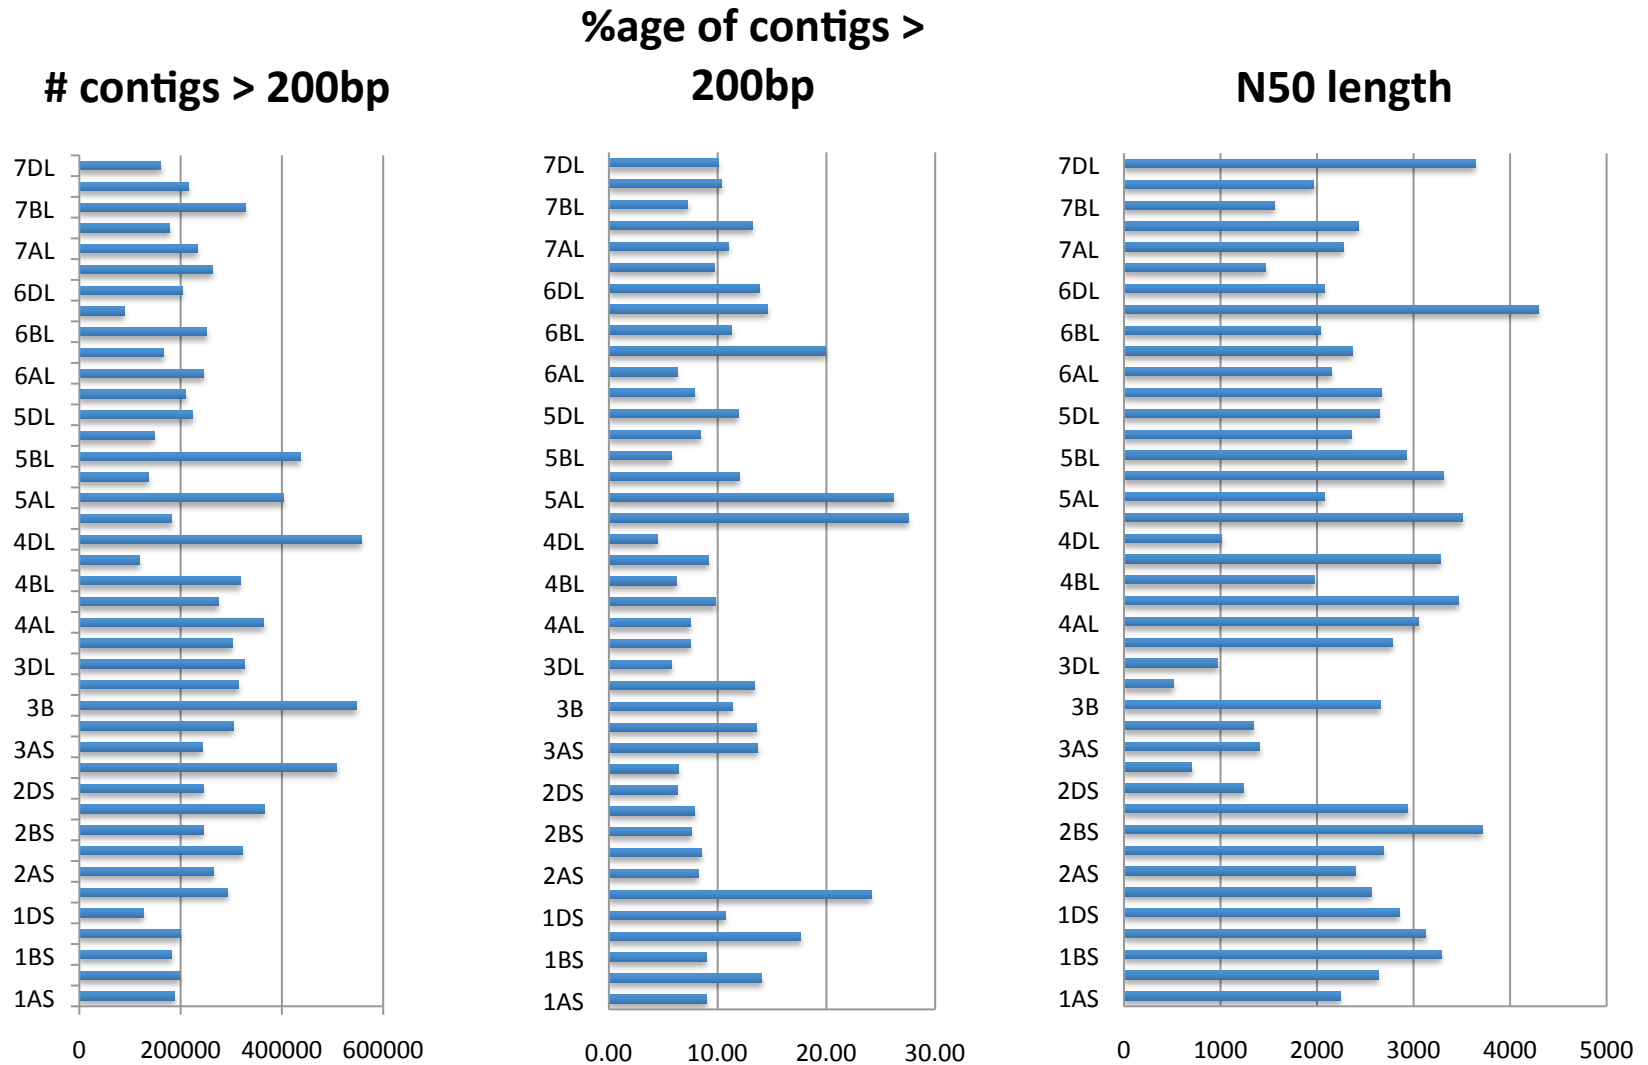 # contigs > 200bp
7DL
7BL
7AL
6DL
6BL
6AL
5DL
5BL
5AL
4DL
4BL
4AL
3DL
3B
3AS
2DS
2BS
2AS
1DS
1BS
1AS
0 200000 400000 600000
%age of contigs >
200bp
7DL
7BL
7AL
6DL
6BL
6AL
5DL
5BL
5AL
4DL
4BL
4AL
3DL
3B
3AS
2DS
2BS
2AS
1DS
1BS
1AS
0.00 10.00 20.00 30.00
N50 length
7DL
7BL
7AL
6DL
6BL
6AL
5DL
5BL
5AL
4DL
4BL
4AL
3DL
3B
3AS
2DS
2BS
2AS
1DS
1BS
1AS
0 1000 2000 3000 4000 5000